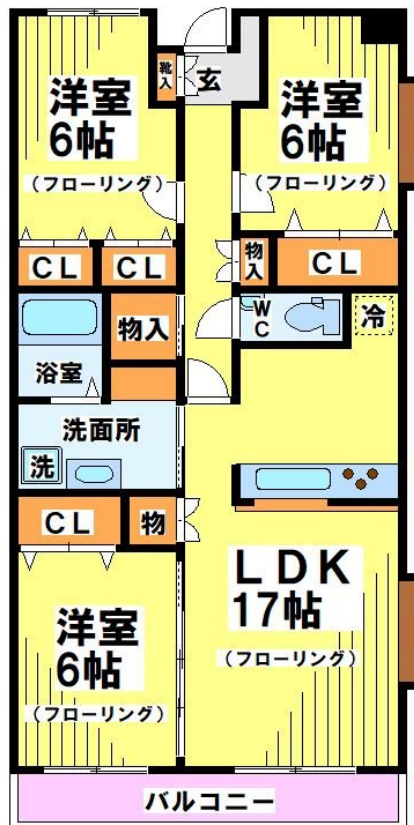 洋室
6帖
(フローリング)
靴入
玄
洋室
6帖
(フローリング)
CL
CL
物入
CL
物入
WC
冷
浴室
洗面所
洗
CL
物
LDK
17帖
(フローリング)
洋室
6帖
(フローリング)
バルコニー